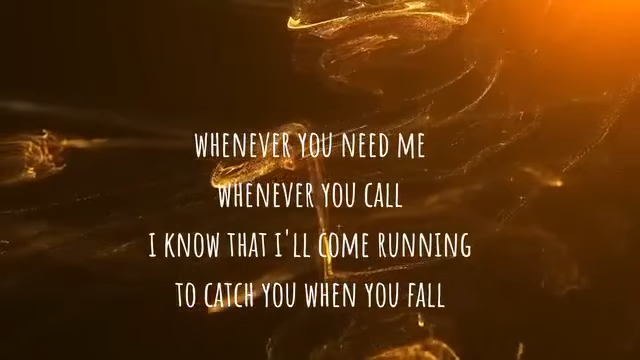 WHENEVER YOU NEED ME
WHENEVER YOU CALL
I KNOW THAT I'LL COME RUNNING
TO CATCH YOU WHEN YOU FALL